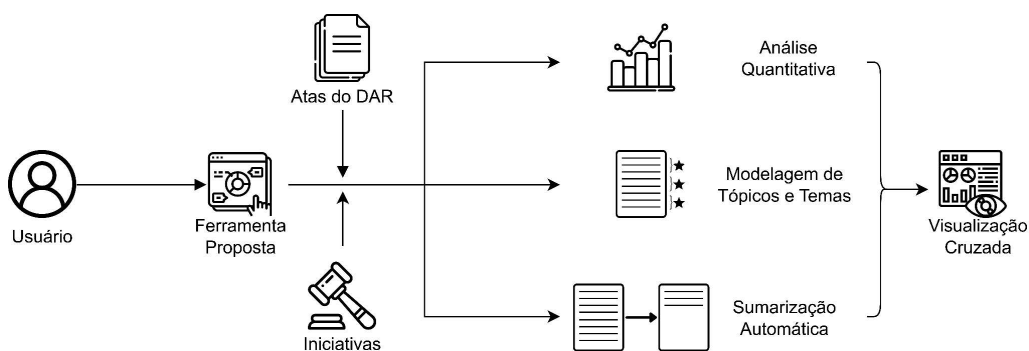 Atas do DAR
Usuário
Ferramenta
Proposta
Iniciativas
Análise
Quantitativa
Modelagem de
Tópicos e Temas
Sumarização
Automática
Visualização
Cruzada